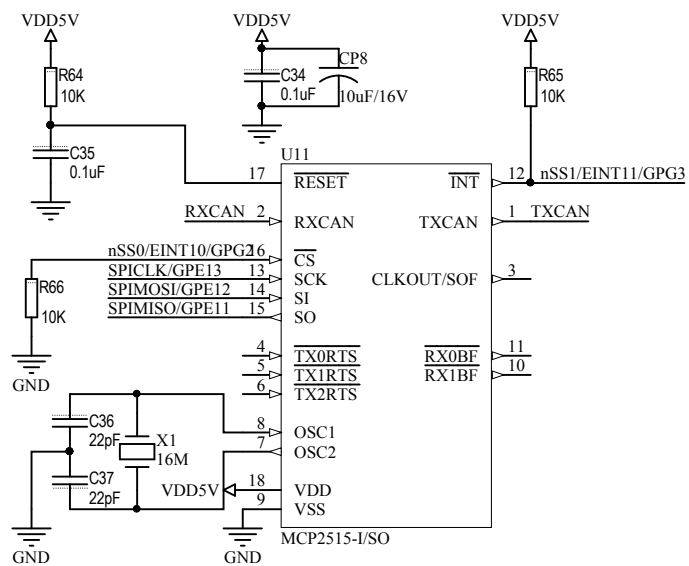 VDD5V
VDD5V
VDD5V
R64
10K
C34
0.1uF
CP8
10uF/16V
R65
10K
C35
0.1uF
U11
17 RESET
INT 12 nSS1/EINT11/GPG3
RXCAN 2 RXCAN
TXCAN 1 TXCAN
nSS0/EINT10/GPG2 16 CS
SPICLK/GPE13 13 SCK
CLKOUT/SOF 3
SPIMOSI/GPE12 14 SI
SPIMISO/GPE11 15 SO
R66
10K
GND
4 TX0RTS
RX0BF 11
5 TX1RTS
RX1BF 10
6 TX2RTS
C36
22pF
8 OSC1
X1
16M
7 OSC2
C37
22pF
VDD5V 18 VDD
9 VSS
GND
GND
MCP2515-I/SO